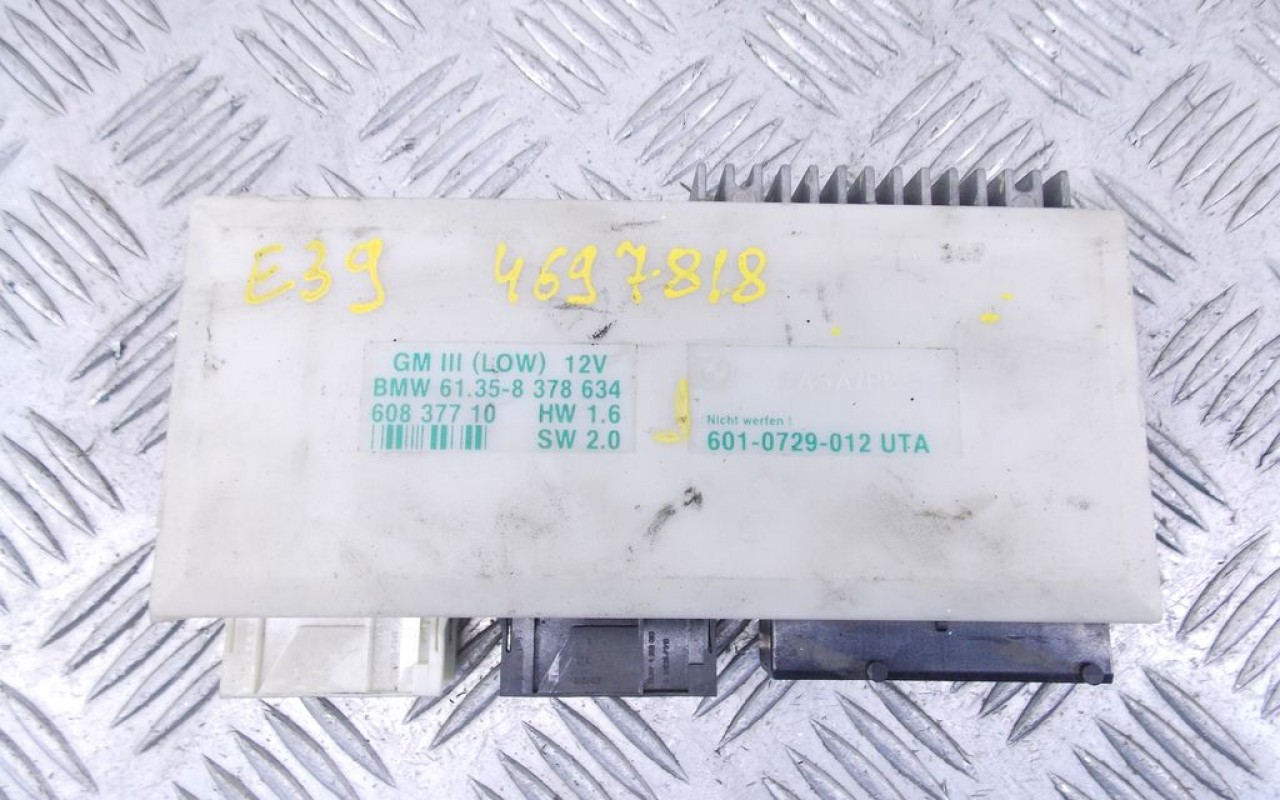 E39 4697818
GM III (LOW) 12V
BMW 61.35-8 378 634
608 377 10 HW 1.6
SW 2.0
Nicht werfen !
601-0729-012 UTA